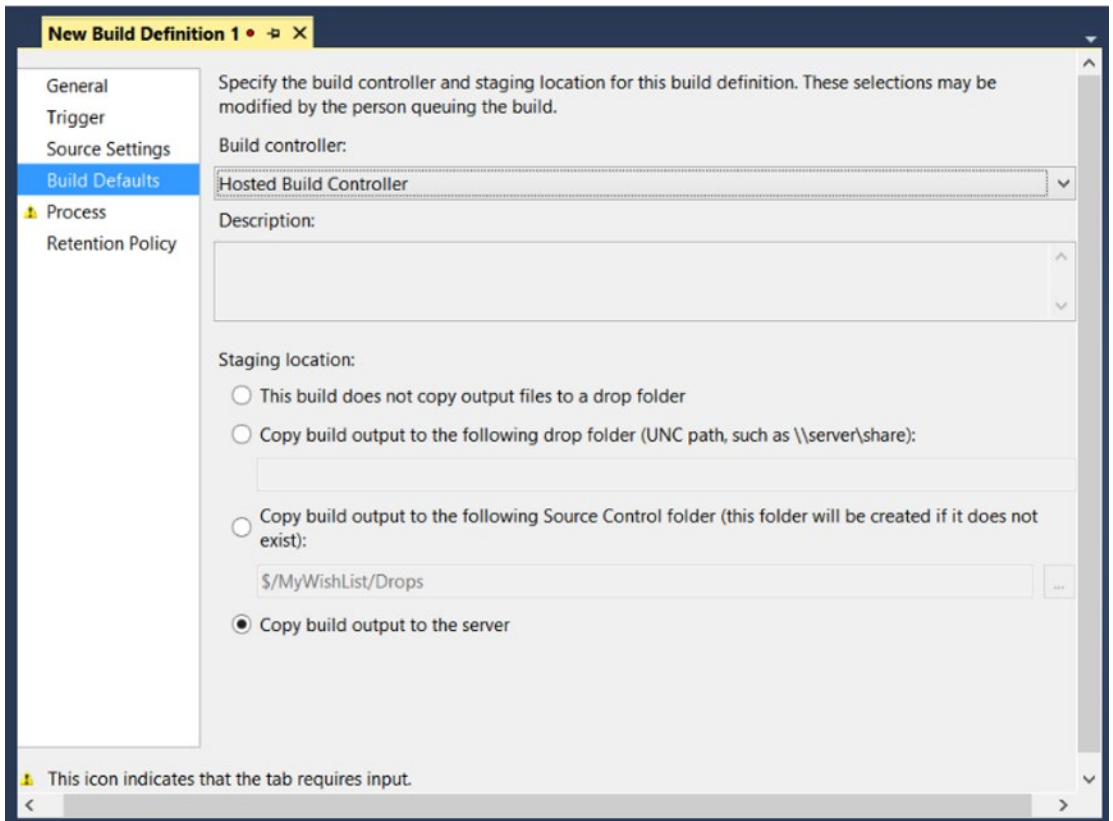 New Build Definition 1
General
Trigger
Source Settings
Build Defaults
Process
Retention Policy
Specify the build controller and staging location for this build definition. These selections may be
modified by the person queuing the build.
Build controller:
Hosted Build Controller
Description:
Staging location:
This build does not copy output files to a drop folder
Copy build output to the following drop folder (UNC path, such as \\server\share):
Copy build output to the following Source Control folder (this folder will be created if it does not
exist):
$/MyWishList/Drops
...
Copy build output to the server
This icon indicates that the tab requires input.